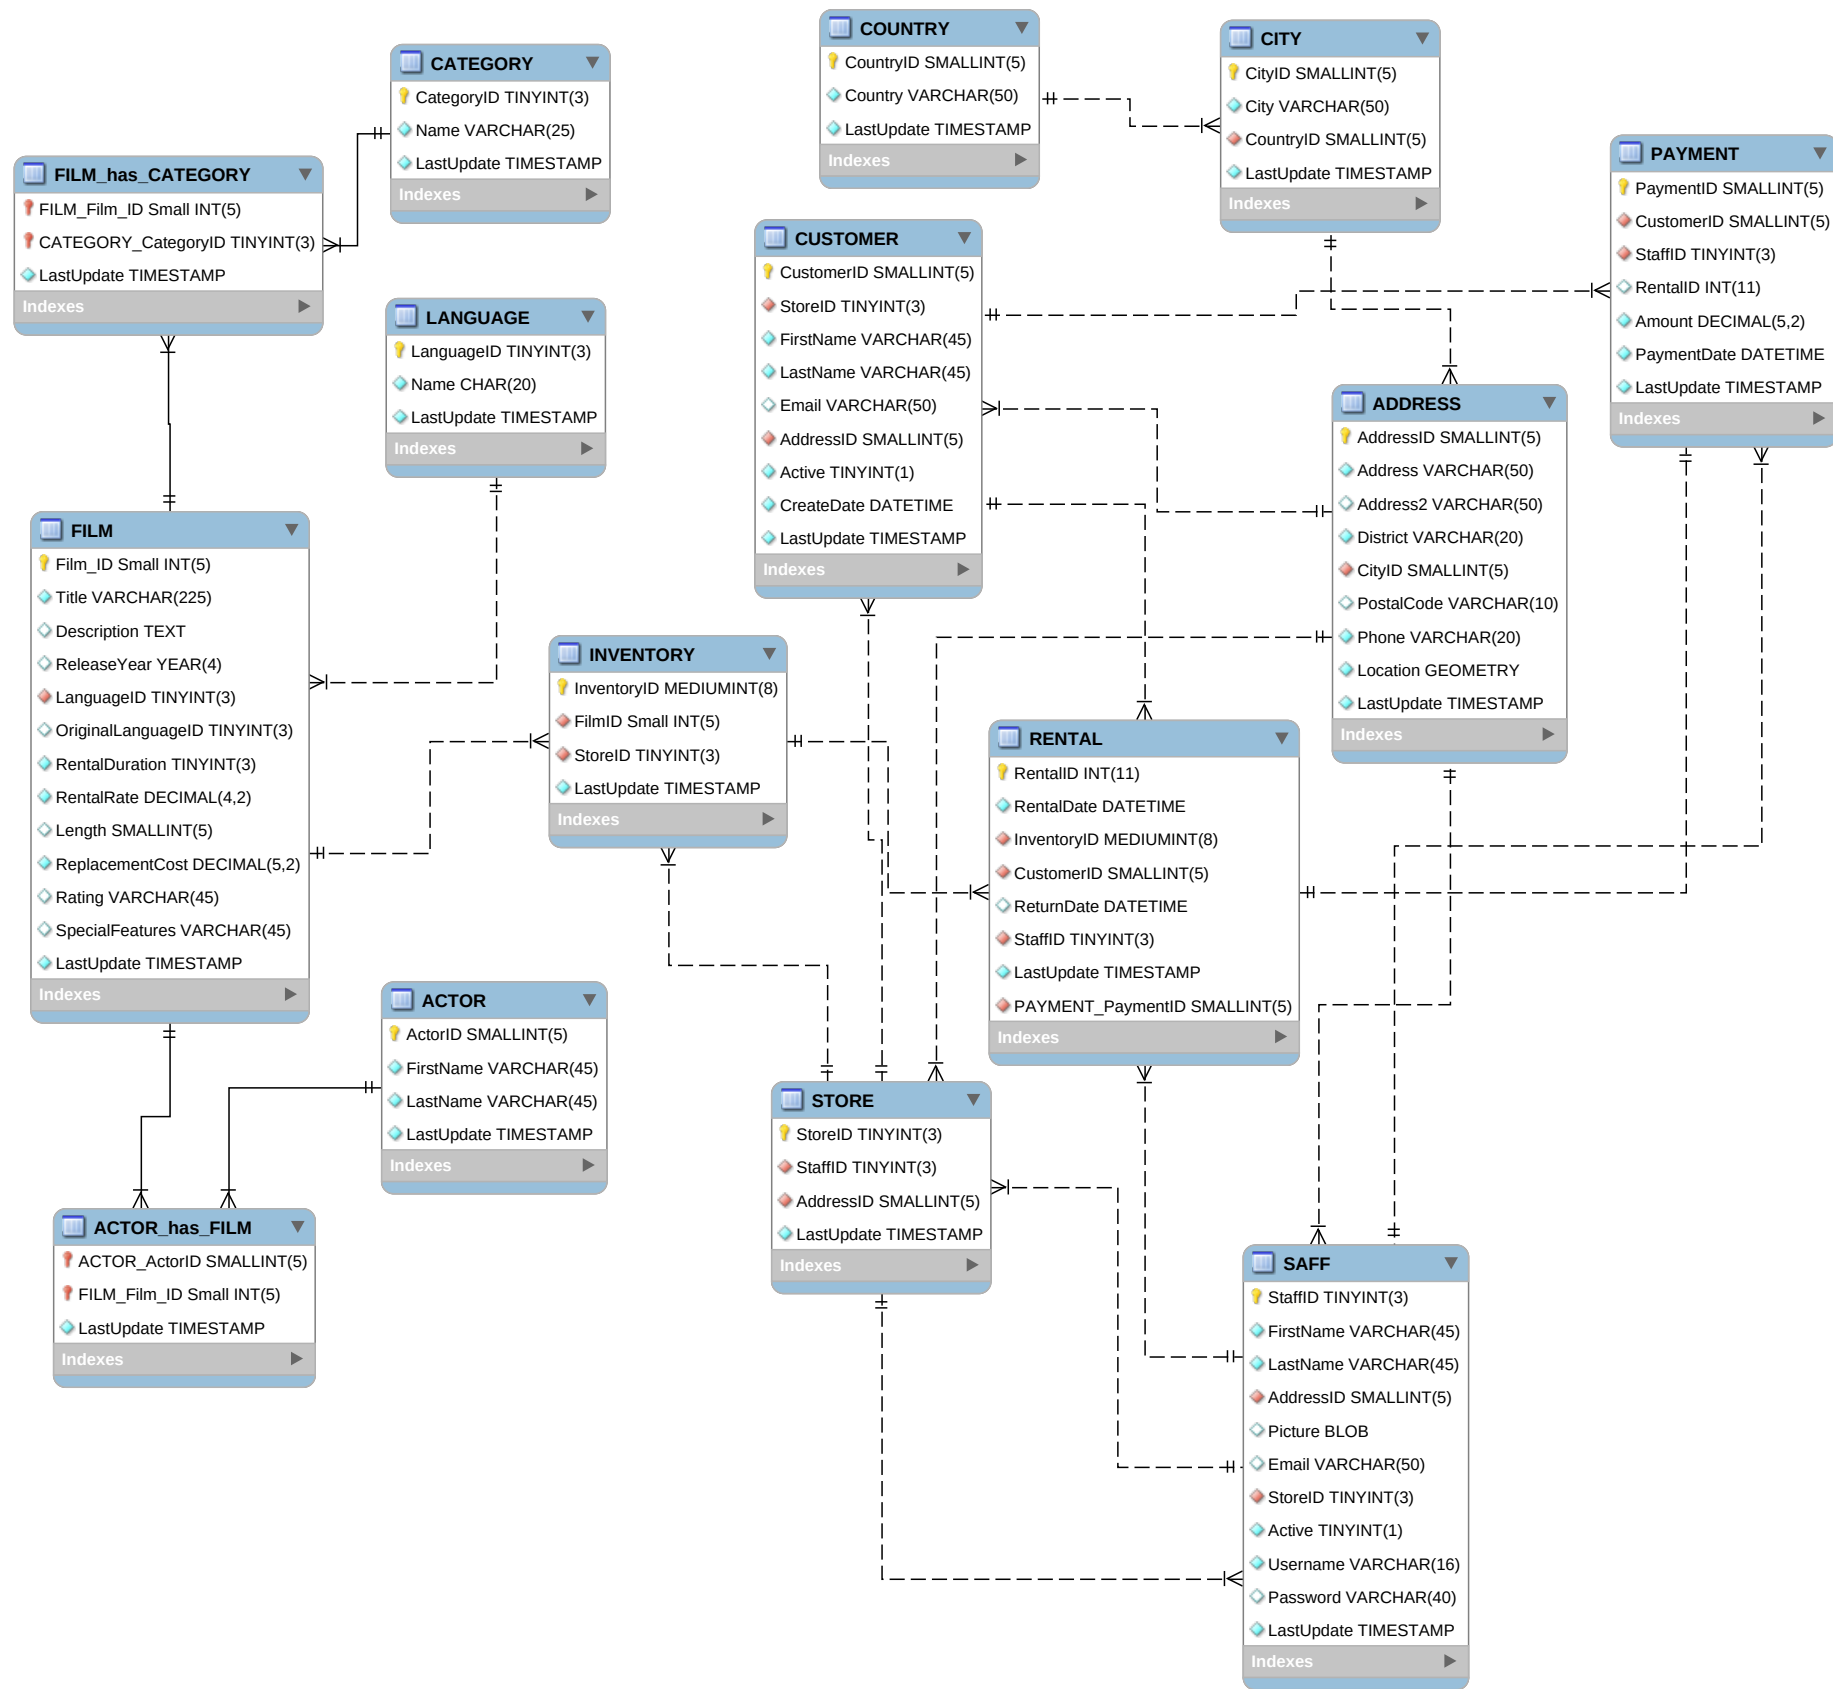 CATEGORY
CategoryID TINYINT(3)
Name VARCHAR(25)
LastUpdate TIMESTAMP
Indexes
FILM_has_CATEGORY
FILM_Film_ID Small INT(5)
CATEGORY_CategoryID TINYINT(3)
LastUpdate TIMESTAMP
Indexes
LANGUAGE
LanguageID TINYINT(3)
Name CHAR(20)
LastUpdate TIMESTAMP
Indexes
FILM
Film_ID Small INT(5)
Title VARCHAR(225)
Description TEXT
ReleaseYear YEAR(4)
LanguageID TINYINT(3)
OriginalLanguageID TINYINT(3)
RentalDuration TINYINT(3)
RentalRate DECIMAL(4,2)
Length SMALLINT(5)
ReplacementCost DECIMAL(5,2)
Rating VARCHAR(45)
SpecialFeatures VARCHAR(45)
LastUpdate TIMESTAMP
Indexes
ACTOR
ActorID SMALLINT(5)
FirstName VARCHAR(45)
LastName VARCHAR(45)
LastUpdate TIMESTAMP
Indexes
ACTOR_has_FILM
ACTOR_ActorID SMALLINT(5)
FILM_Film_ID Small INT(5)
LastUpdate TIMESTAMP
Indexes
COUNTRY
CountryID SMALLINT(5)
Country VARCHAR(50)
LastUpdate TIMESTAMP
Indexes
CITY
CityID SMALLINT(5)
City VARCHAR(50)
CountryID SMALLINT(5)
LastUpdate TIMESTAMP
Indexes
PAYMENT
PaymentID SMALLINT(5)
CustomerID SMALLINT(5)
StaffID TINYINT(3)
RentalID INT(11)
Amount DECIMAL(5,2)
PaymentDate DATETIME
LastUpdate TIMESTAMP
Indexes
CUSTOMER
CustomerID SMALLINT(5)
StoreID TINYINT(3)
FirstName VARCHAR(45)
LastName VARCHAR(45)
Email VARCHAR(50)
AddressID SMALLINT(5)
Active TINYINT(1)
CreateDate DATETIME
LastUpdate TIMESTAMP
Indexes
ADDRESS
AddressID SMALLINT(5)
Address VARCHAR(50)
Address2 VARCHAR(50)
District VARCHAR(20)
CityID SMALLINT(5)
PostalCode VARCHAR(10)
Phone VARCHAR(20)
Location GEOMETRY
LastUpdate TIMESTAMP
Indexes
INVENTORY
InventoryID MEDIUMINT(8)
FilmID Small INT(5)
StoreID TINYINT(3)
LastUpdate TIMESTAMP
Indexes
RENTAL
RentalID INT(11)
RentalDate DATETIME
InventoryID MEDIUMINT(8)
CustomerID SMALLINT(5)
ReturnDate DATETIME
StaffID TINYINT(3)
LastUpdate TIMESTAMP
PAYMENT_PaymentID SMALLINT(5)
Indexes
STORE
StoreID TINYINT(3)
StaffID TINYINT(3)
AddressID SMALLINT(5)
LastUpdate TIMESTAMP
Indexes
SAFF
StaffID TINYINT(3)
FirstName VARCHAR(45)
LastName VARCHAR(45)
AddressID SMALLINT(5)
Picture BLOB
Email VARCHAR(50)
StoreID TINYINT(3)
Active TINYINT(1)
Username VARCHAR(16)
Password VARCHAR(40)
LastUpdate TIMESTAMP
Indexes